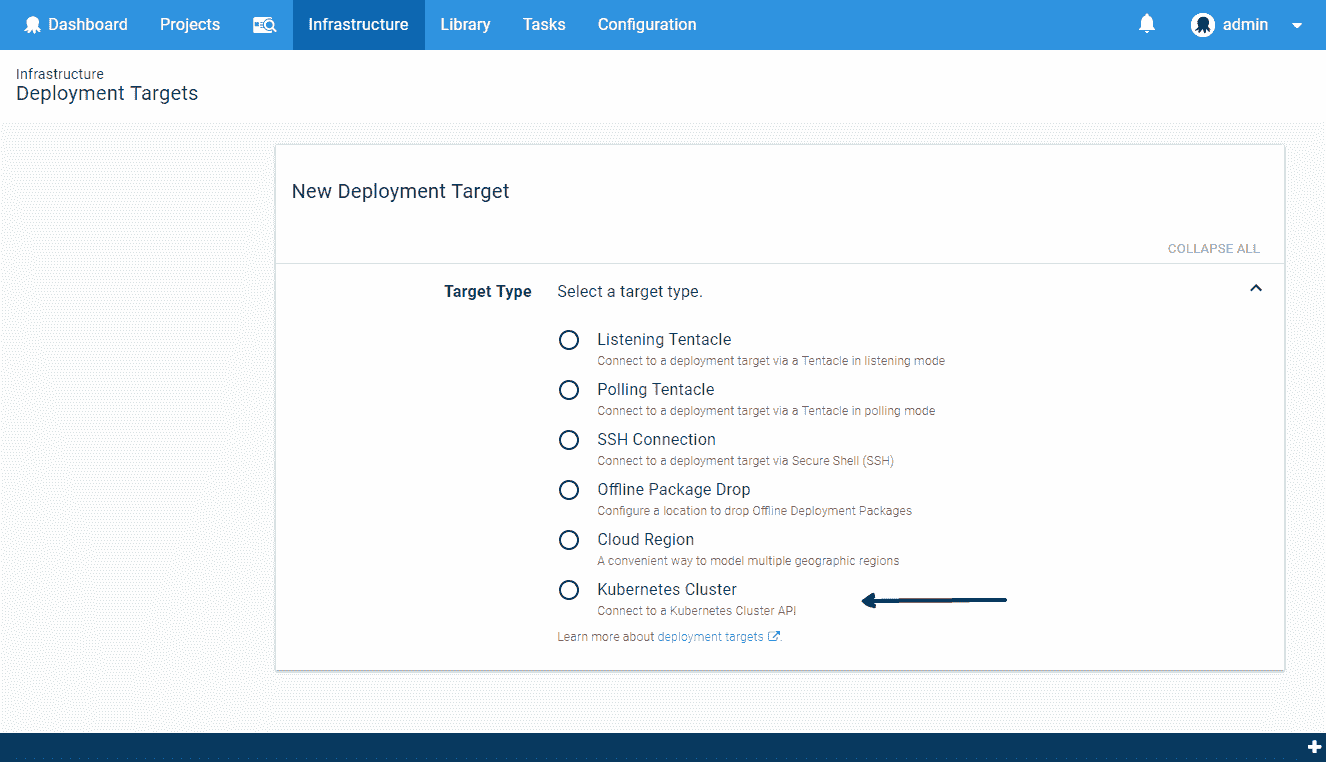 Dashboard Projects Infrastructure Library Tasks Configuration admin
Infrastructure
Deployment Targets
New Deployment Target
COLLAPSE ALL
Target Type Select a target type.
Listening Tentacle
Connect to a deployment target via a Tentacle in listening mode
Polling Tentacle
Connect to a deployment target via a Tentacle in polling mode
SSH Connection
Connect to a deployment target via Secure Shell (SSH)
Offline Package Drop
Configure a location to drop Offline Deployment Packages
Cloud Region
A convenient way to model multiple geographic regions
Kubernetes Cluster
Connect to a Kubernetes Cluster API
Learn more about deployment targets.